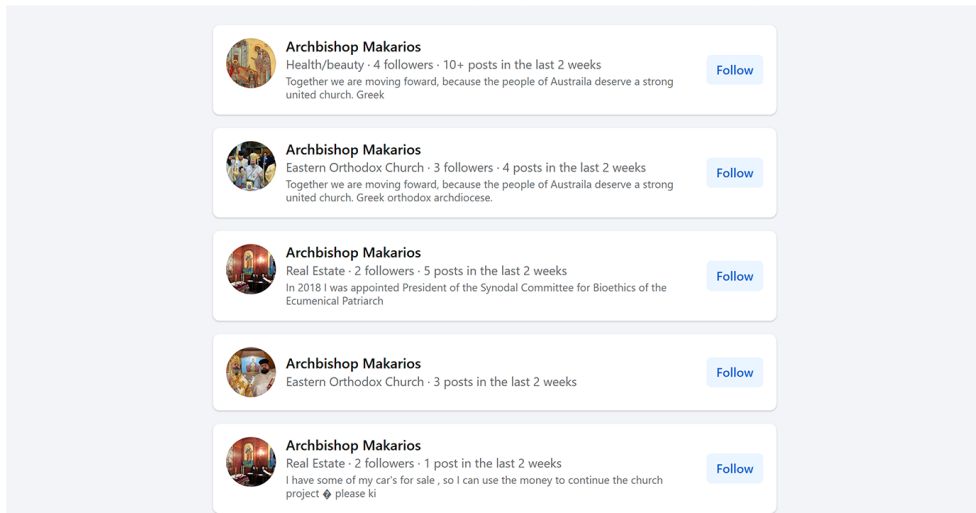 Archbishop Makarios
Health/beauty · 4 followers · 10+ posts in the last 2 weeks
Together we are moving foward, because the people of Austraila deserve a strong
united church. Greek
Follow
Archbishop Makarios
Eastern Orthodox Church · 3 followers · 4 posts in the last 2 weeks
Together we are moving foward, because the people of Austraila deserve a strong
united church. Greek orthodox archdiocese.
Follow
Archbishop Makarios
Real Estate · 2 followers · 5 posts in the last 2 weeks
In 2018 I was appointed President of the Synodal Committee for Bioethics of the
Ecumenical Patriarch
Follow
Archbishop Makarios
Eastern Orthodox Church · 3 posts in the last 2 weeks
Follow
Archbishop Makarios
Real Estate · 2 followers · 1 post in the last 2 weeks
I have some of my car's for sale , so I can use the money to continue the church
project � please ki
Follow